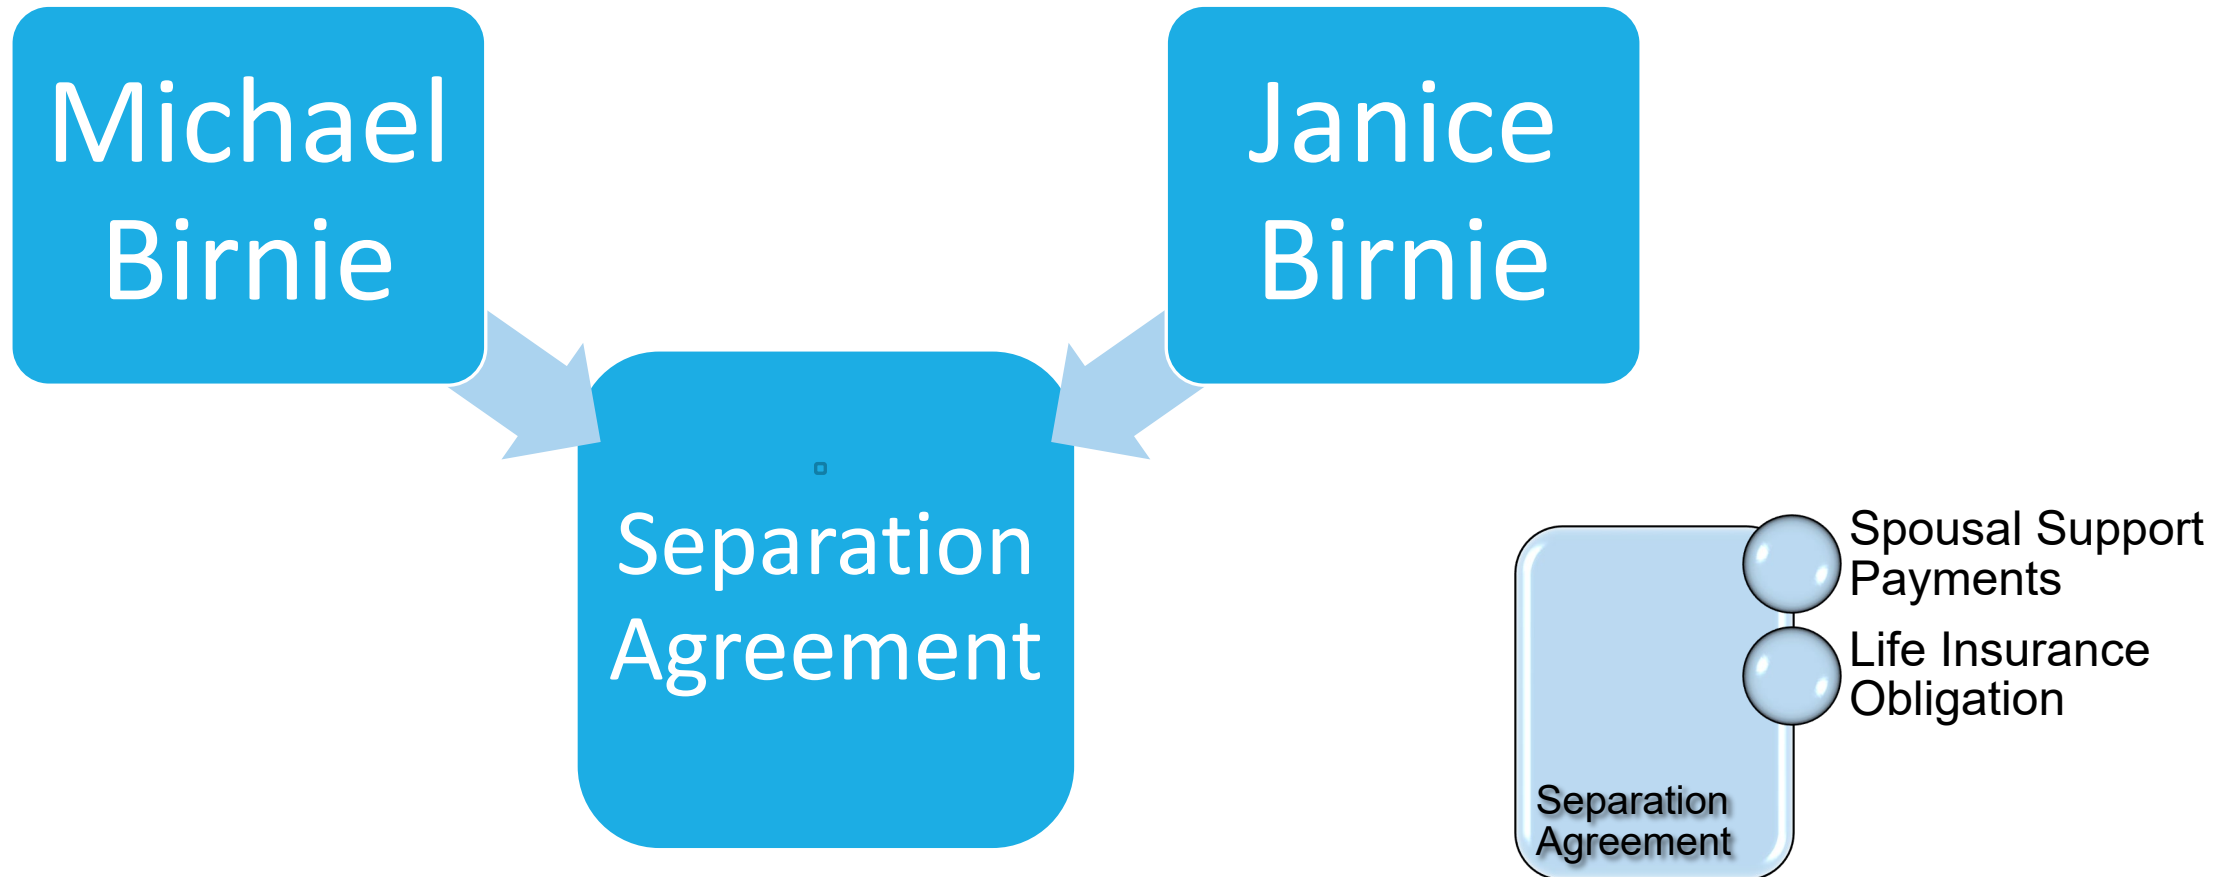 Michael
Birnie
Janice
Birnie
Separation
Agreement
Spousal Support
Payments
Life Insurance
Obligation
Separation
Agreement